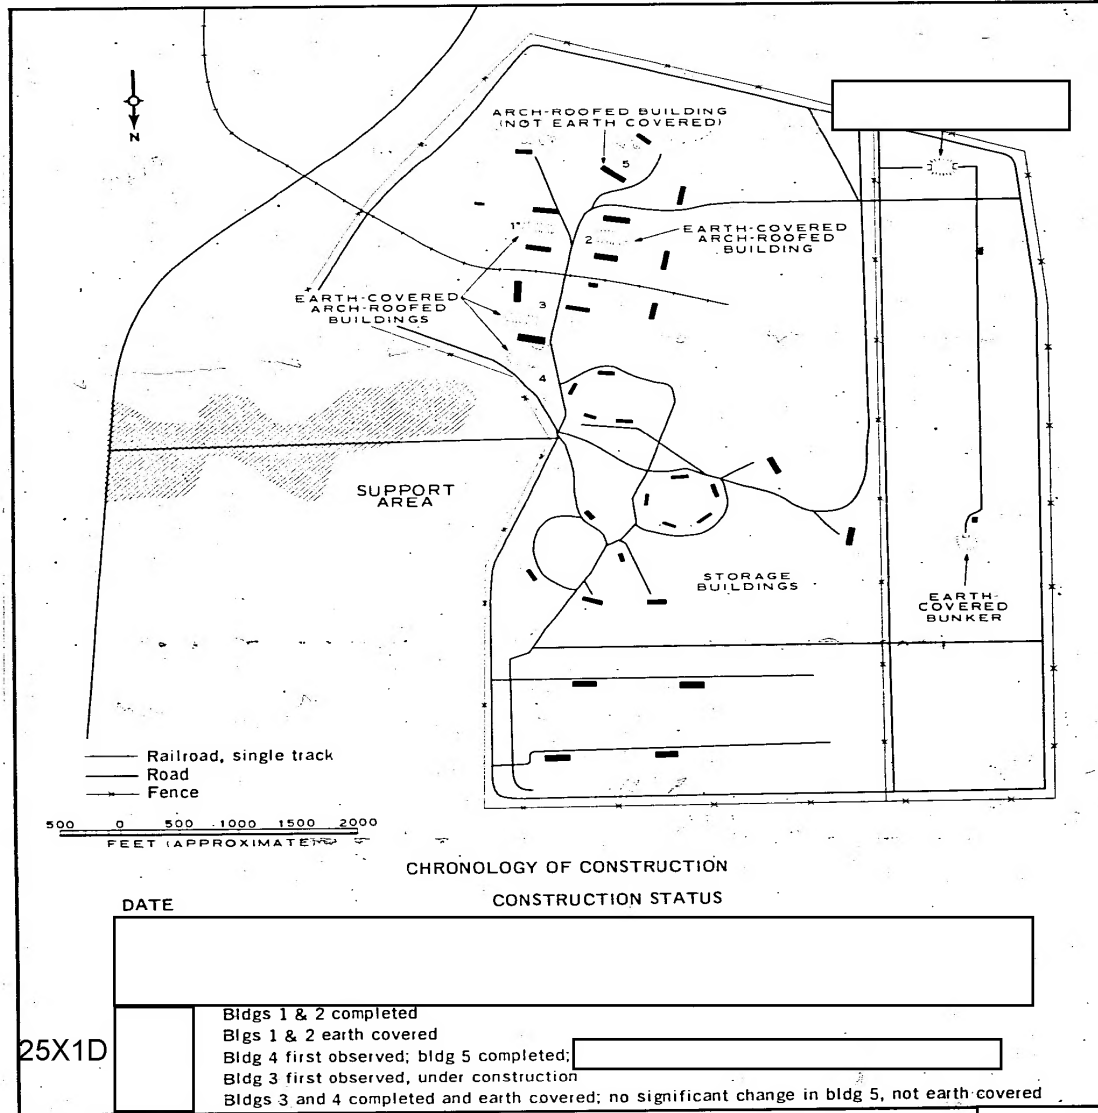 N
ARCH-ROOFED BUILDING
(NOT EARTH COVERED)
5
1
2
EARTH-COVERED
ARCH-ROOFED
BUILDING
EARTH-COVERED
ARCH-ROOFED
BUILDINGS
3
4
SUPPORT
AREA
STORAGE
BUILDINGS
EARTH-
COVERED
BUNKER
Railroad, single track
Road
Fence
500 0 500 1000 1500 2000
FEET (APPROXIMATE)
CHRONOLOGY OF CONSTRUCTION
DATE CONSTRUCTION STATUS
25X1D
Bldgs 1 & 2 completed
Blgs 1 & 2 earth covered
Bldg 4 first observed; bldg 5 completed;
Bldg 3 first observed, under construction
Bldgs 3 and 4 completed and earth covered; no significant change in bldg 5, not earth covered